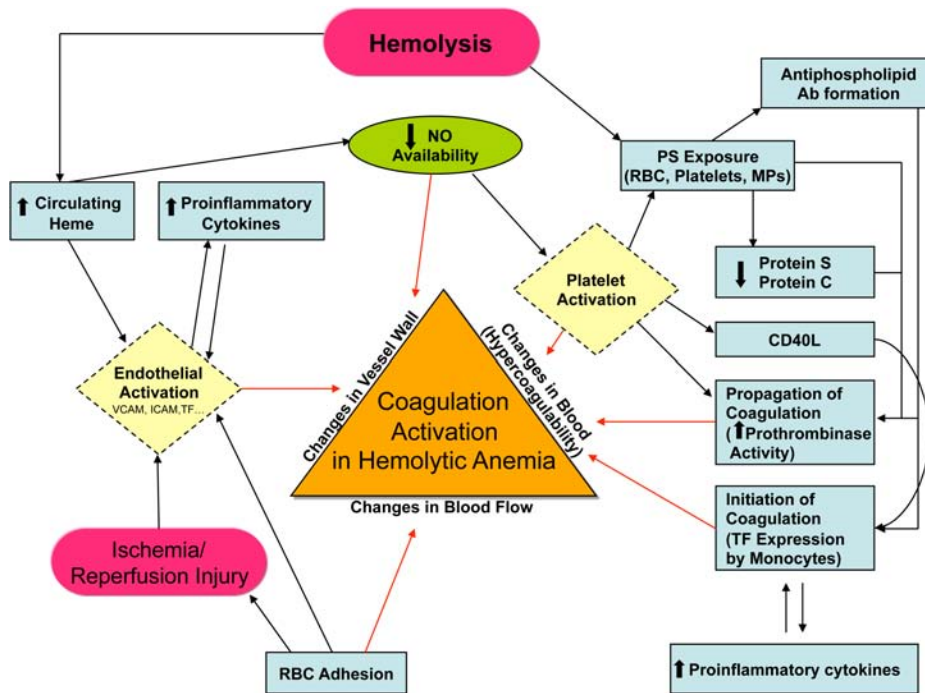 Hemolysis
Antiphospholipid
Ab formation
↓ NO
Availability
PS Exposure
(RBC, Platelets, MPs)
↑ Circulating
Heme
↑ Proinflammatory
Cytokines
↓ Protein S
Protein C
Platelet
Activation
CD40L
Endothelial
Activation
VCAM, ICAM,TF...
Changes in Vessel Wall
Changes in Blood
(Hypercoagulability)
Coagulation
Activation
in Hemolytic Anemia
Changes in Blood Flow
Propagation of
Coagulation
(↑Prothrombinase
Activity)
Initiation of
Coagulation
(TF Expression
by Monocytes)
Ischemia/
Reperfusion Injury
RBC Adhesion
↑ Proinflammatory cytokines